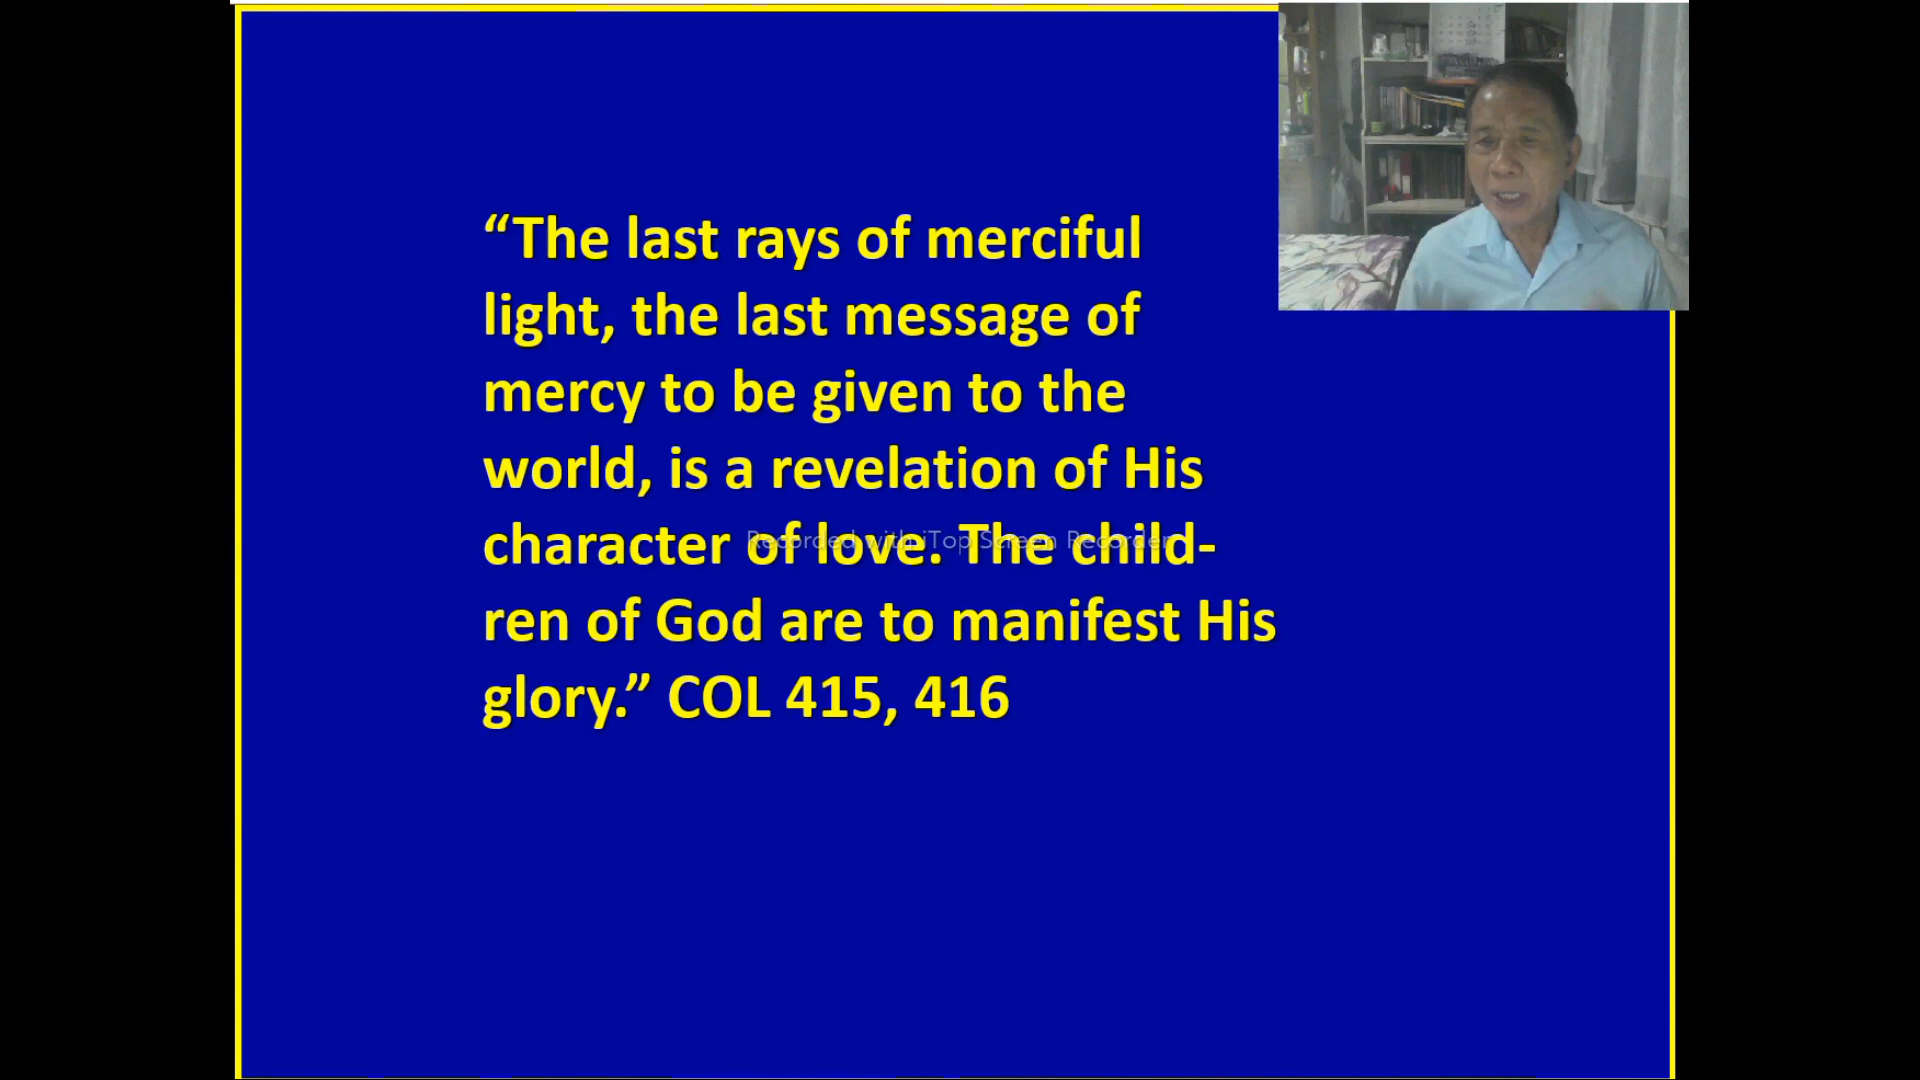 “The last rays of merciful
light, the last message of
mercy to be given to the
world, is a revelation of His
character of love. The child-
ren of God are to manifest His
glory.” COL 415, 416
Recorded with iTop Screen Recorder